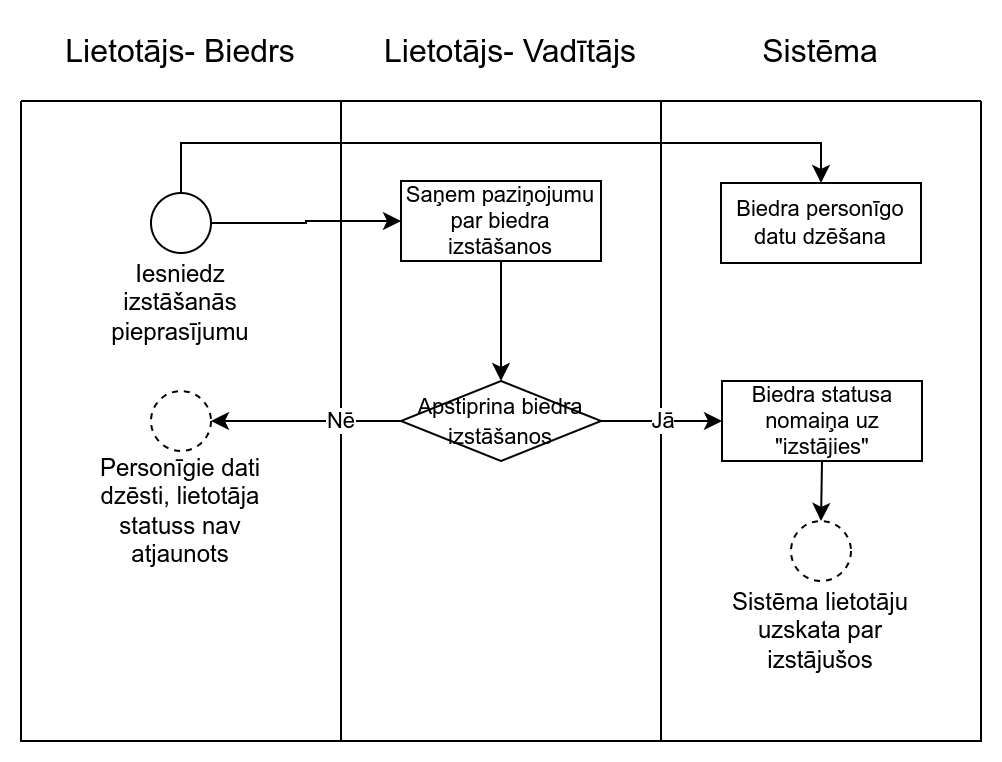 Lietotājs- Biedrs
Lietotājs- Vadītājs
Sistēma
Iesniedz
izstāšanās
pieprasījumu
Saņem paziņojumu
par biedra
izstāšanos
Biedra personīgo
datu dzēšana
Apstiprina biedra
izstāšanos
Nē
Jā
Personīgie dati
dzēsti, lietotāja
statuss nav
atjaunots
Biedra statusa
nomaiņa uz
"izstājies"
Sistēma lietotāju
uzskata par
izstājušos